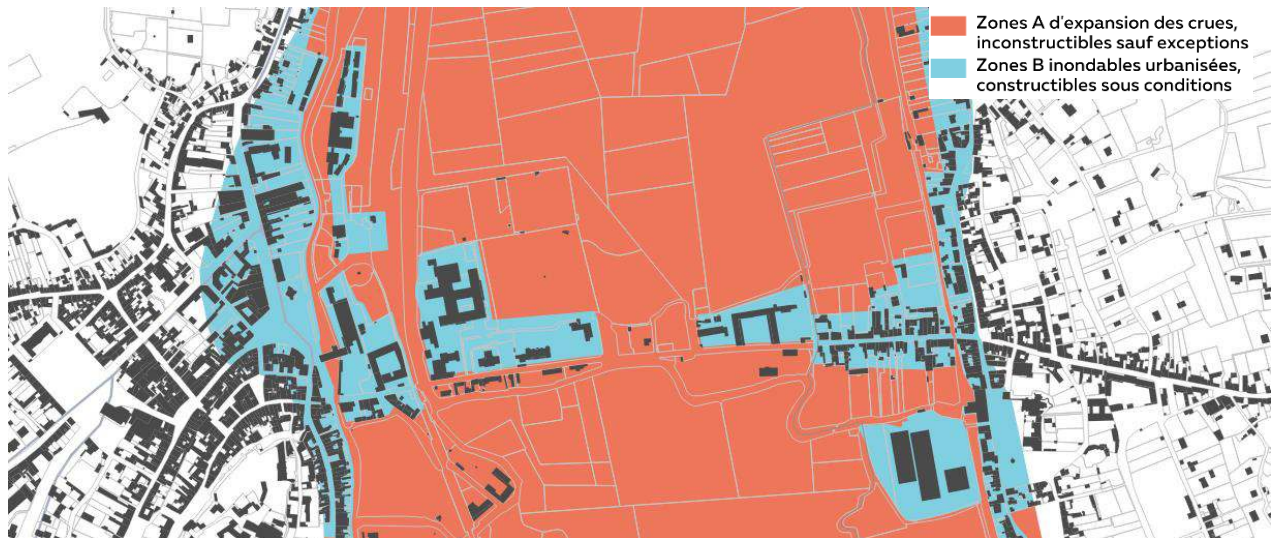 Zones A d'expansion des crues,
inconstructibles sauf exceptions
Zones B inondables urbanisées,
constructibles sous conditions